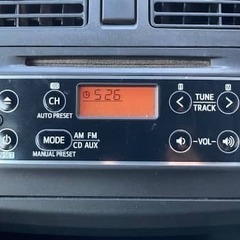 5:26
CH
AUTO PRESET
TUNE
TRACK
MODE
AM FM
CD AUX
MANUAL PRESET
-VOL-